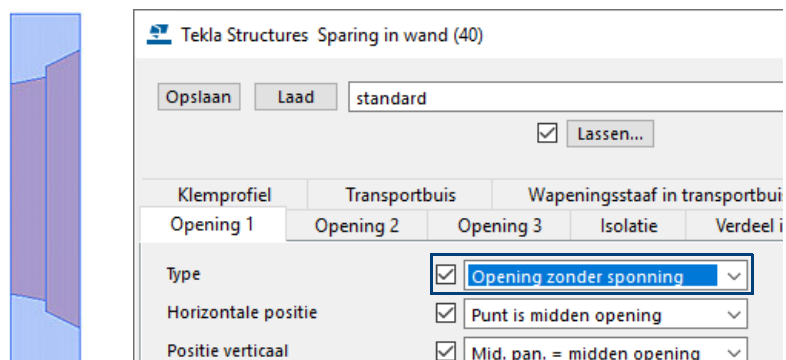 Tekla Structures Sparing in wand (40)
Opslaan Laad standard
Lassen...
Klemprofiel Transportbuis Wapeningsstaaf in transportbui
Opening 1 Opening 2 Opening 3 Isolatie Verdeel i
Type Opening zonder sponning
Horizontale positie Punt is midden opening
Positie verticaal Mid. pan. = midden opening